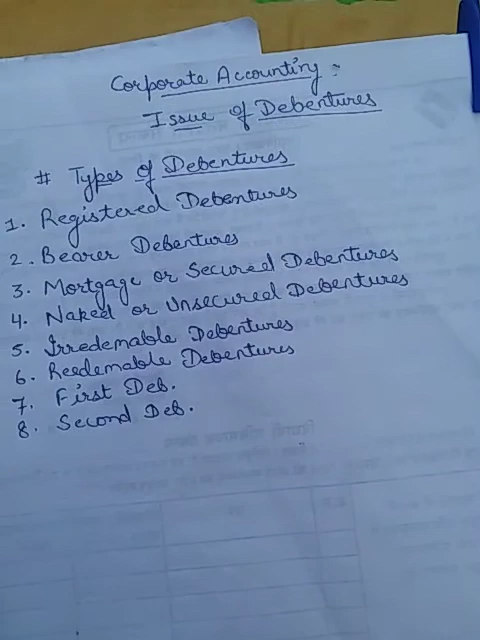 Corporate Accounting :
Issue of Debentures
# Types of Debentures
1. Registered Debentures
2. Bearer Debentures
3. Mortgage or Secured Debentures
4. Naked or Unsecured Debentures
5. Irredemable Debentures
6. Reedemable Debentures
7. First Deb.
8. Second Deb.